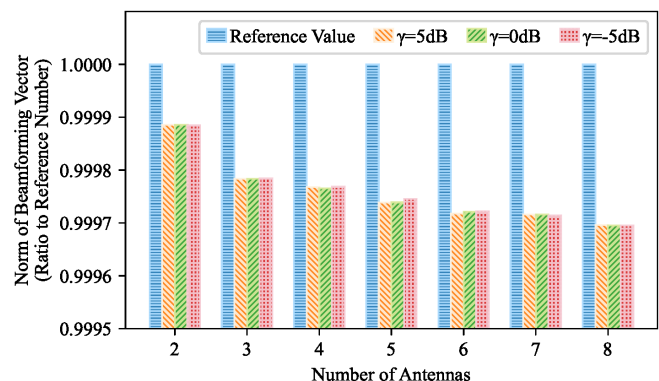 Reference Value γ=5dB γ=0dB γ=-5dB
Norm of Beamforming Vector
(Ratio to Reference Number)
1.0000
0.9999
0.9998
0.9997
0.9996
0.9995
2 3 4 5 6 7 8
Number of Antennas